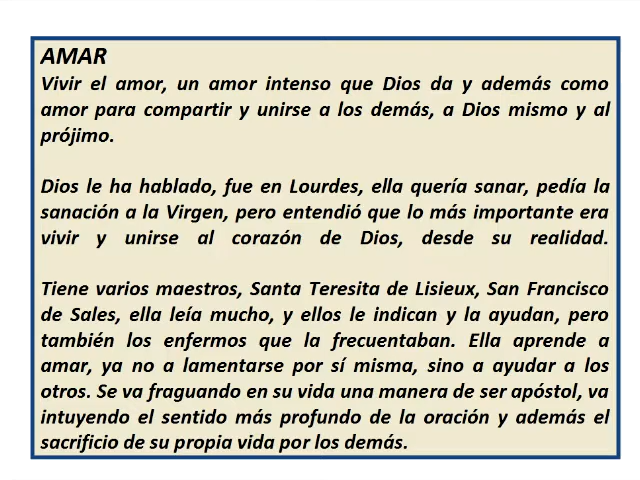 AMAR
Vivir el amor, un amor intenso que Dios da y además como
amor para compartir y unirse a los demás, a Dios mismo y al
prójimo.
Dios le ha hablado, fue en Lourdes, ella quería sanar, pedía la
sanación a la Virgen, pero entendió que lo más importante era
vivir y unirse al corazón de Dios, desde su realidad.
Tiene varios maestros, Santa Teresita de Lisieux, San Francisco
de Sales, ella leía mucho, y ellos le indican y la ayudan, pero
también los enfermos que la frecuentaban. Ella aprende a
amar, ya no a lamentarse por sí misma, sino a ayudar a los
otros. Se va fraguando en su vida una manera de ser apóstol, va
intuyendo el sentido más profundo de la oración y además el
sacrificio de su propia vida por los demás.